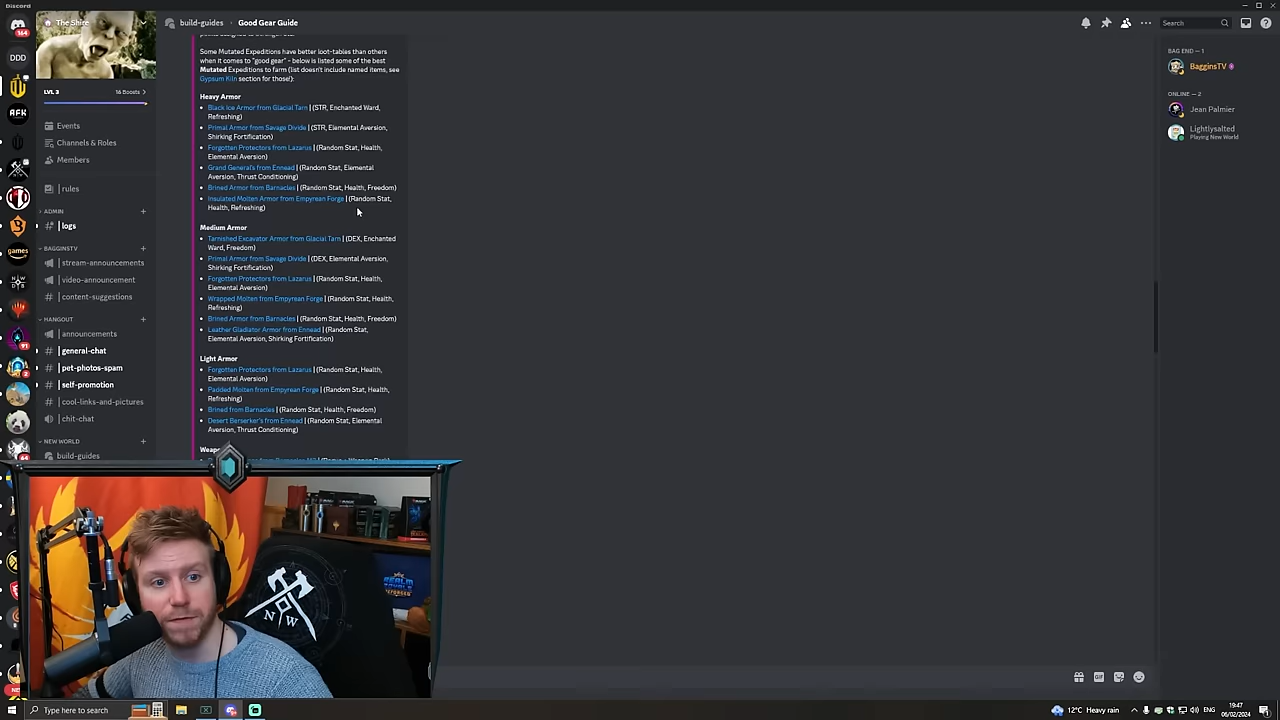 Discord
The Shire
build-guides › Good Gear Guide
Search
Some Mutated Expeditions have better loot-tables than others
when it comes to "good gear" - below is listed some of the best
Mutated Expeditions to farm (list doesn't include named items, see
Gypsum Kiln section for those):
Heavy Armor
• Black Ice Armor from Glacial Tarn | (STR, Enchanted Ward,
Refreshing)
• Primal Armor from Savage Divide | (STR, Elemental Aversion,
Shirking Fortification)
• Forgotten Protectors from Lazarus | (Random Stat, Health,
Elemental Aversion)
• Grand General's from Ennead | (Random Stat, Elemental
Aversion, Thrust Conditioning)
• Brined Armor from Barnacles | (Random Stat, Health, Freedom)
• Insulated Molten Armor from Empyrean Forge | (Random Stat,
Health, Refreshing)
Medium Armor
• Tarnished Excavator Armor from Glacial Tarn | (DEX, Enchanted
Ward, Freedom)
• Primal Armor from Savage Divide | (DEX, Elemental Aversion,
Shirking Fortification)
• Forgotten Protectors from Lazarus | (Random Stat, Health,
Elemental Aversion)
• Wrapped Molten from Empyrean Forge | (Random Stat, Health,
Refreshing)
• Brined Armor from Barnacles | (Random Stat, Health, Freedom)
• Leather Gladiator Armor from Ennead | (Random Stat,
Elemental Aversion, Shirking Fortification)
Light Armor
• Forgotten Protectors from Lazarus | (Random Stat, Health,
Elemental Aversion)
• Padded Molten from Empyrean Forge | (Random Stat, Health,
Refreshing)
• Brined from Barnacles | (Random Stat, Health, Freedom)
• Desert Berserker's from Ennead | (Random Stat, Elemental
Aversion, Thrust Conditioning)
LVL 3
16 Boosts
Events
Channels & Roles
Members
rules
ADMIN
logs
BAGGINSTV
stream-announcements
video-announcement
content-suggestions
HANGOUT
announcements
general-chat
pet-photos-spam
self-promotion
cool-links-and-pictures
chit-chat
NEW WORLD
build-guides
DDD
AFK
games
BAG END — 1
BagginsTV
ONLINE — 2
Jean Palmier
Lightlysalted
Playing New World
N W
GIF
Type here to search
12°C Heavy rain
ENG
19:47
06/02/2024